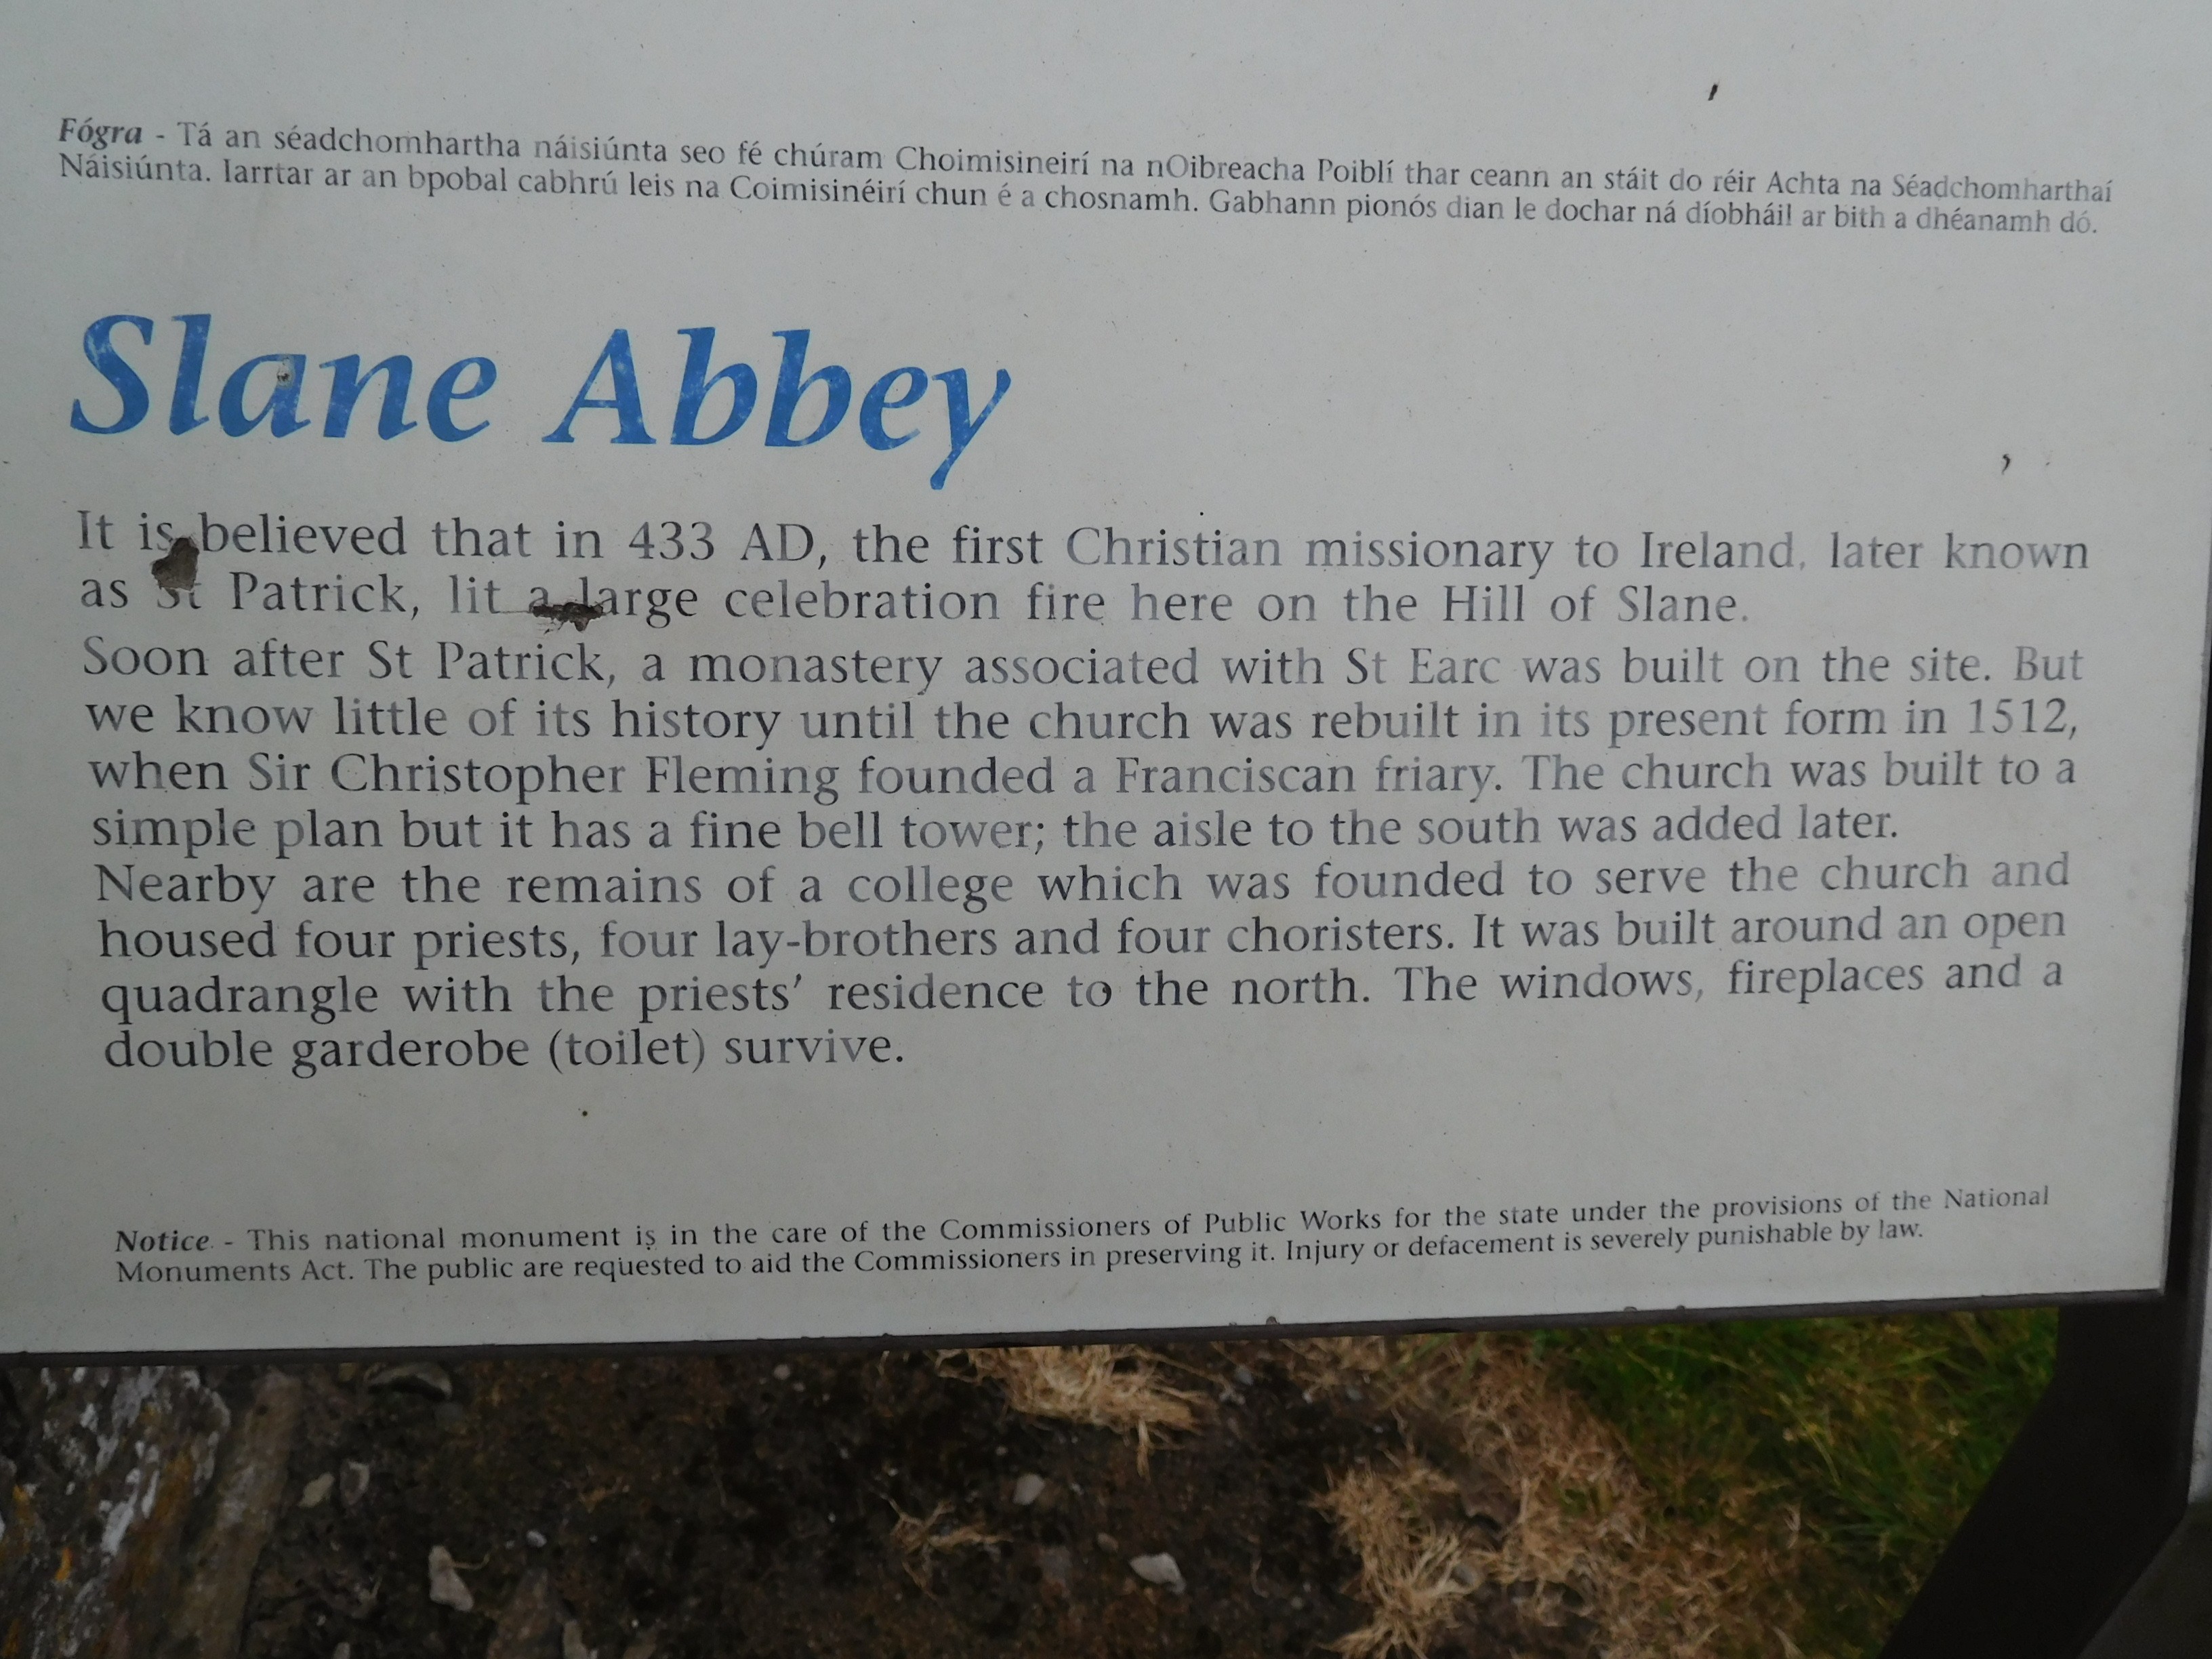 Fógra - Tá an séadchomhartha náisiúnta seo fé chúram Choimisineirí na nOibreacha Poiblí thar ceann an stáit do réir Achta na Séadchomharthaí
Náisiúnta. Iarrtar ar an bpobal cabhrú leis na Coimisinéirí chun é a chosnamh. Gabhann pionós dian le dochar ná díobháil ar bith a dhéanamh dó.
Slane Abbey
It is believed that in 433 AD, the first Christian missionary to Ireland, later known
as St Patrick, lit a large celebration fire here on the Hill of Slane.
Soon after St Patrick, a monastery associated with St Earc was built on the site. But
we know little of its history until the church was rebuilt in its present form in 1512,
when Sir Christopher Fleming founded a Franciscan friary. The church was built to a
simple plan but it has a fine bell tower; the aisle to the south was added later.
Nearby are the remains of a college which was founded to serve the church and
housed four priests, four lay-brothers and four choristers. It was built around an open
quadrangle with the priests' residence to the north. The windows, fireplaces and a
double garderobe (toilet) survive.
Notice - This national monument is in the care of the Commissioners of Public Works for the state under the provisions of the National
Monuments Act. The public are requested to aid the Commissioners in preserving it. Injury or defacement is severely punishable by law.